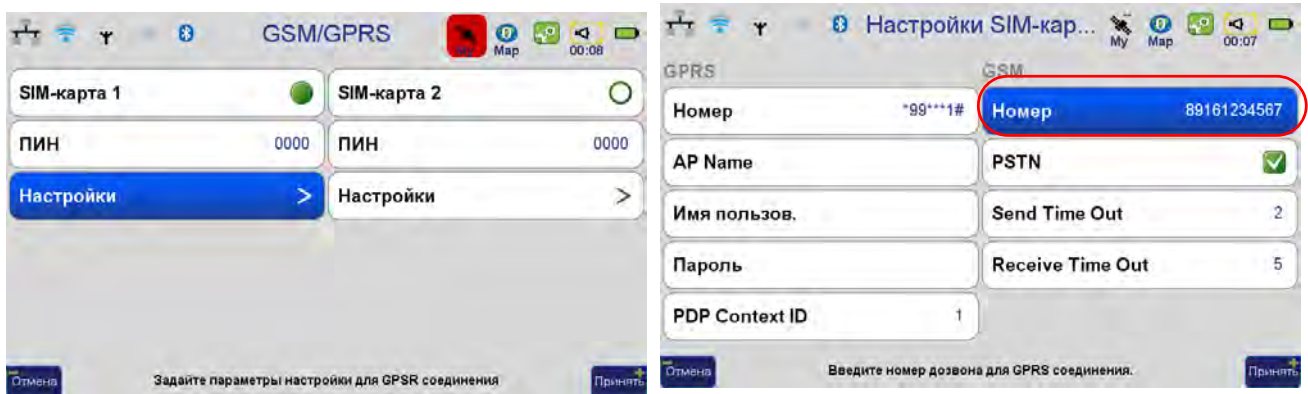 GSM/GPRS
My
Map
00:08
SIM-карта 1
SIM-карта 2
ПИН 0000
ПИН 0000
Настройки >
Настройки >
Отмена
Задайте параметры настройки для GPSR соединения
Принять
Настройки SIM-кар...
My
Map
00:07
GPRS
GSM
Номер *99***1#
Номер 89161234567
AP Name
PSTN
Имя пользов.
Send Time Out 2
Пароль
Receive Time Out 5
PDP Context ID 1
Отмена
Введите номер дозвона для GPRS соединения.
Принять